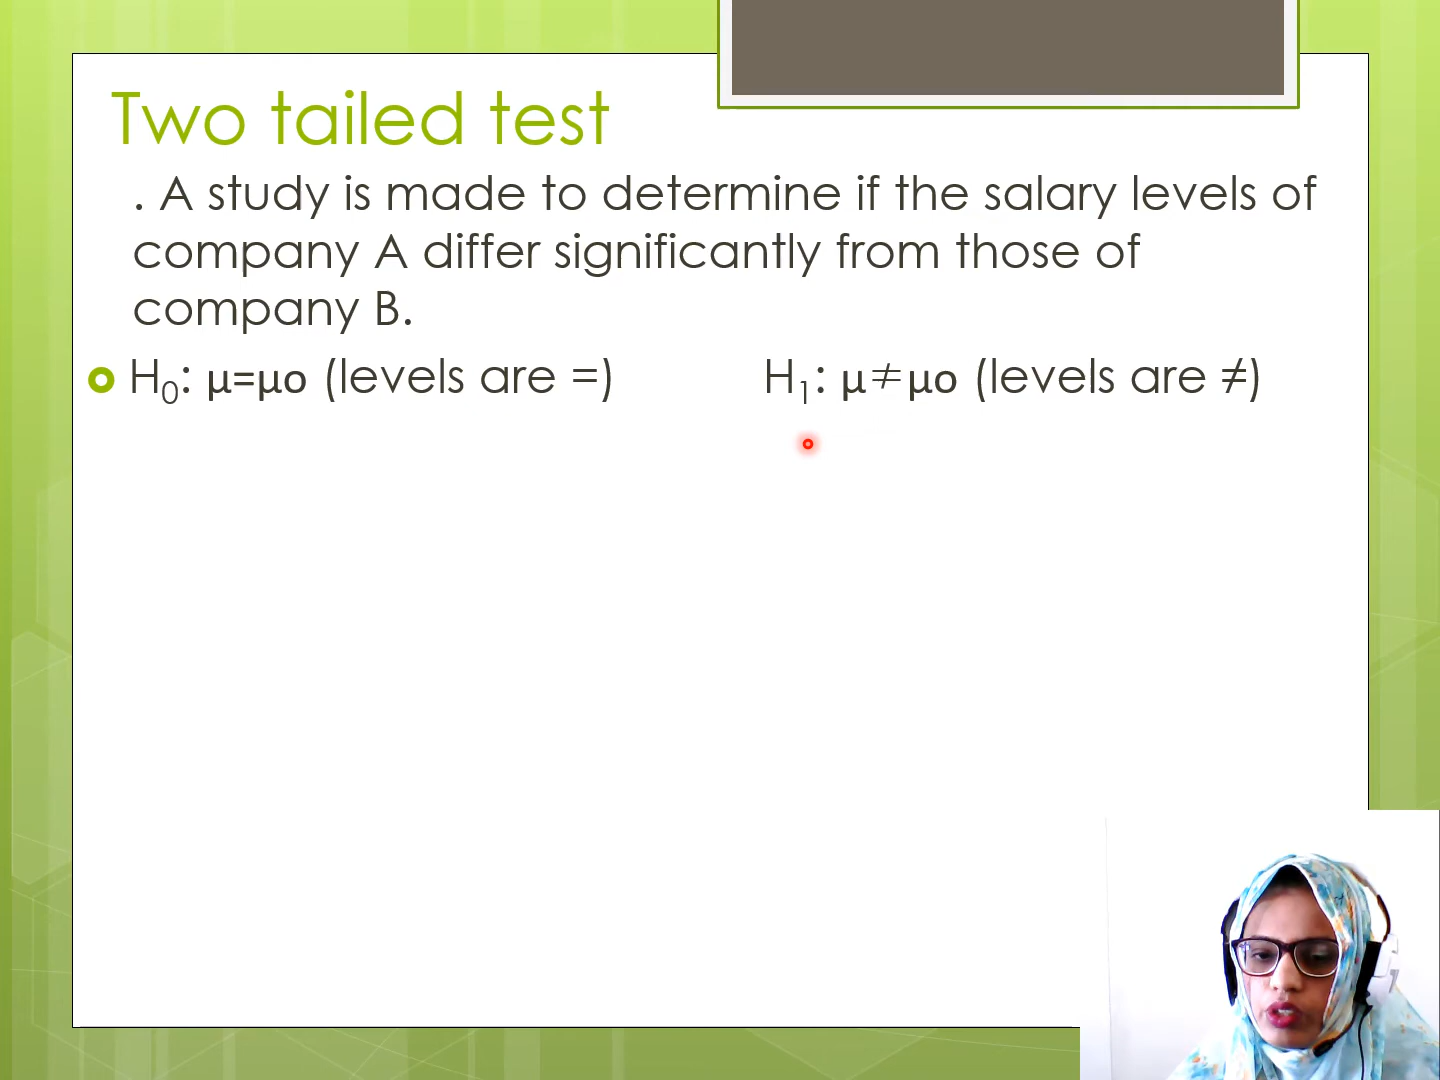 Two tailed test
. A study is made to determine if the salary levels of
company A differ significantly from those of
company B.
H₀: μ=μo (levels are =) H₁: μ≠μo (levels are ≠)